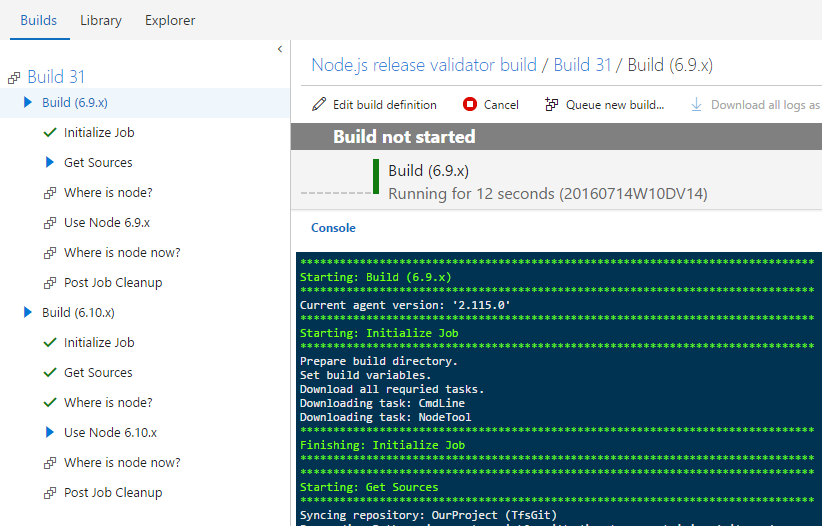 Builds Library Explorer
Build 31
Build (6.9.x)
Initialize Job
Get Sources
Where is node?
Use Node 6.9.x
Where is node now?
Post Job Cleanup
Build (6.10.x)
Initialize Job
Get Sources
Where is node?
Use Node 6.10.x
Where is node now?
Post Job Cleanup
Node.js release validator build / Build 31 / Build (6.9.x)
Edit build definition Cancel Queue new build... Download all logs as
Build not started
Build (6.9.x)
Running for 12 seconds (20160714W10DV14)
Console
******************************************************************************
Starting: Build (6.9.x)
******************************************************************************
Current agent version: '2.115.0'
******************************************************************************
Starting: Initialize Job
******************************************************************************
Prepare build directory.
Set build variables.
Download all requried tasks.
Downloading task: CmdLine
Downloading task: NodeTool
******************************************************************************
Finishing: Initialize Job
******************************************************************************
******************************************************************************
Starting: Get Sources
******************************************************************************
Syncing repository: OurProject (TfsGit)